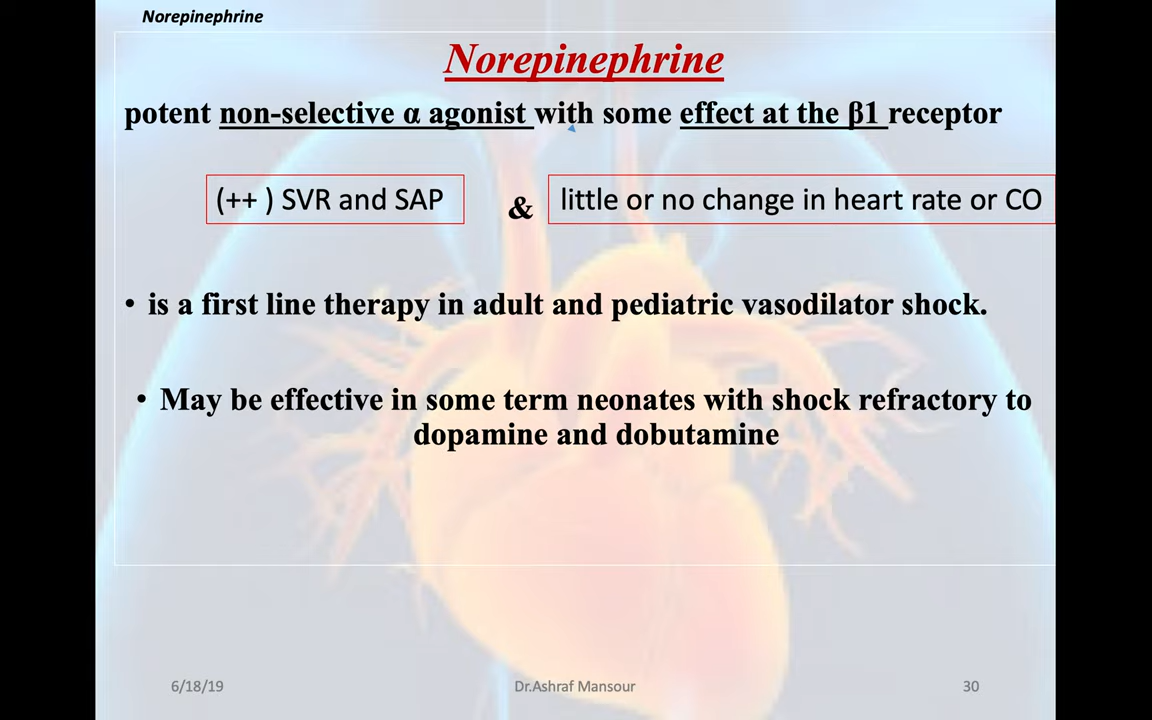 Norepinephrine
Norepinephrine
potent non-selective α agonist with some effect at the β1 receptor
(++ ) SVR and SAP & little or no change in heart rate or CO
• is a first line therapy in adult and pediatric vasodilator shock.
• May be effective in some term neonates with shock refractory to
dopamine and dobutamine
6/18/19 Dr.Ashraf Mansour 30